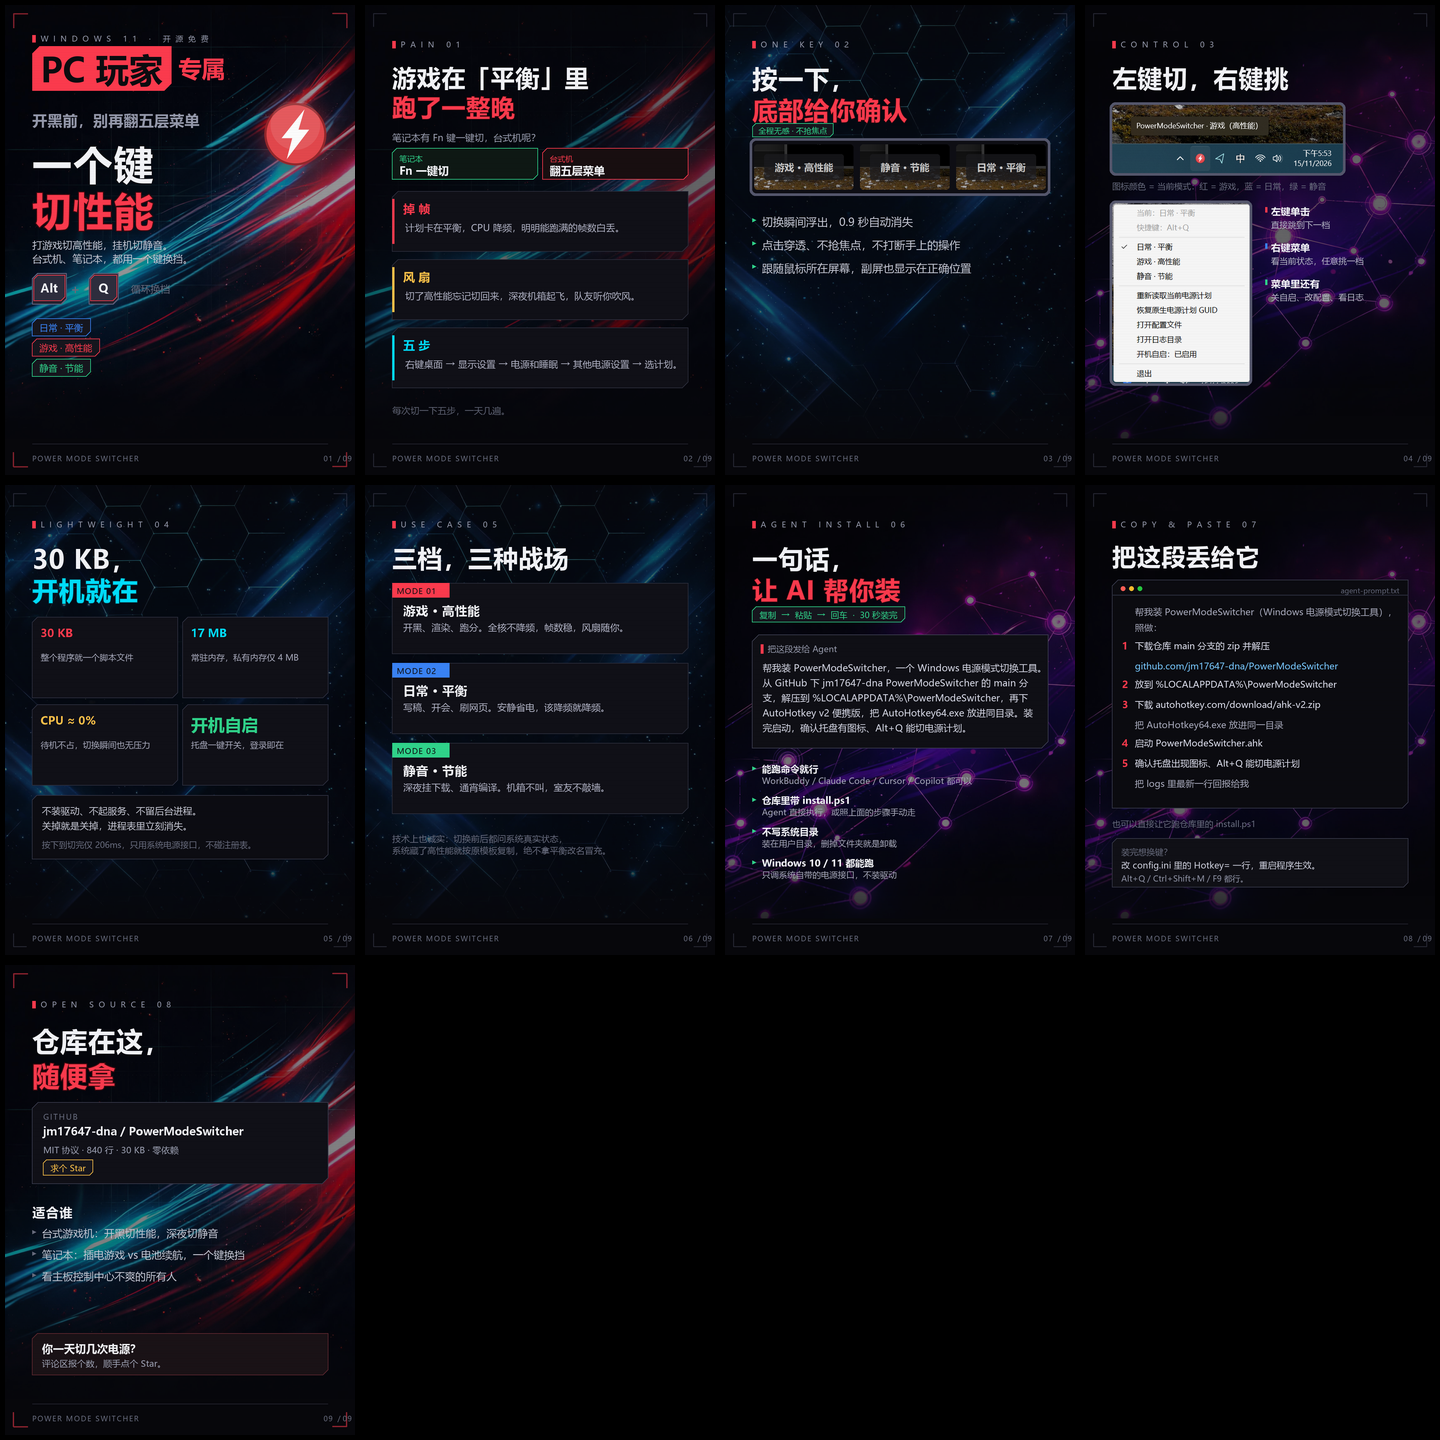 WINDOWS 11 · 开源免费
PC 玩家 专属
开黑前，别再翻五层菜单
一个键
切性能
打游戏切高性能，挂机切静音。
台式机、笔记本，都用一个键换挡。
Alt Q 循环换档
日常 · 平衡
游戏 · 高性能
静音 · 节能
POWER MODE SWITCHER 01 / 09
PAIN 01
游戏在「平衡」里
跑了一整晚
笔记本有 Fn 键一键切，台式机呢？
笔记本
Fn 一键切
台式机
翻五层菜单
掉帧
计划卡在平衡，CPU 降频，明明能跑满的帧数白丢。
风扇
切了高性能忘记切回来，深夜机箱起飞，队友听你吹风。
五步
右键桌面 → 显示设置 → 电源和睡眠 → 其他电源设置 → 选计划。
每次切一下五步，一天几遍。
POWER MODE SWITCHER 02 / 09
ONE KEY 02
按一下，
底部给你确认
全程无感 · 不抢焦点
游戏 · 高性能
静音 · 节能
日常 · 平衡
切换瞬间浮出，0.9 秒自动消失
点击穿透、不抢焦点，不打断手上的操作
跟随鼠标所在屏幕，副屏也显示在正确位置
POWER MODE SWITCHER 03 / 09
CONTROL 03
左键切，右键挑
PowerModeSwitcher · 游戏（高性能）
中 下午5:53
15/11/2026
图标颜色 = 当前模式：红 = 游戏，蓝 = 日常，绿 = 静音
当前：日常 · 平衡
快捷键：Alt+Q
日常 · 平衡
游戏 · 高性能
静音 · 节能
重新读取当前电源计划
恢复原生电源计划 GUID
打开配置文件
打开日志目录
开机自启：已启用
退出
左键单击
直接跳到下一档
右键菜单
看当前状态，任意挑一档
菜单里还有
关自启、改配置、看日志
POWER MODE SWITCHER 04 / 09
LIGHTWEIGHT 04
30 KB，
开机就在
30 KB
整个程序就一个脚本文件
17 MB
常驻内存，私有内存仅 4 MB
CPU ≈ 0%
待机不占，切换瞬间也无压力
开机自启
托盘一键开关，登录即在
不装驱动、不起服务、不留后台进程。
关掉就是关掉，进程表里立刻消失。
按下到切完仅 206ms，只用系统电源接口，不碰注册表。
POWER MODE SWITCHER 05 / 09
USE CASE 05
三档，三种战场
MODE 01
游戏 · 高性能
开黑、渲染、跑分。全核不降频，帧数稳，风扇随你。
MODE 02
日常 · 平衡
写稿、开会、刷网页。安静省电，该降频就降频。
MODE 03
静音 · 节能
深夜挂下载、通宵编译。机箱不叫，室友不敲墙。
技术上也诚实：切换前后都问系统真实状态，
系统藏了高性能就按原模板复制，绝不拿平衡改名冒充。
POWER MODE SWITCHER 06 / 09
AGENT INSTALL 06
一句话，
让 AI 帮你装
复制 → 粘贴 → 回车 · 30 秒装完
把这段发给 Agent
帮我装 PowerModeSwitcher，一个 Windows 电源模式切换工具。
从 GitHub 下 jm17647-dna PowerModeSwitcher 的 main 分
支，解压到 %LOCALAPPDATA%\PowerModeSwitcher，再下
AutoHotkey v2 便携版，把 AutoHotkey64.exe 放进同目录。装
完启动，确认托盘有图标、Alt+Q 能切电源计划。
能跑命令就行
WorkBuddy / Claude Code / Cursor / Copilot 都可以
仓库里带 install.ps1
Agent 直接执行，或照上面的步骤手动走
不写系统目录
装在用户目录，删掉文件夹就是卸载
Windows 10 / 11 都能跑
只调系统自带的电源接口，不装驱动
POWER MODE SWITCHER 07 / 09
COPY & PASTE 07
把这段丢给它
agent-prompt.txt
帮我装 PowerModeSwitcher（Windows 电源模式切换工具），
照做：
1 下载仓库 main 分支的 zip 并解压
github.com/jm17647-dna/PowerModeSwitcher
2 放到 %LOCALAPPDATA%\PowerModeSwitcher
3 下载 autohotkey.com/download/ahk-v2.zip
把 AutoHotkey64.exe 放进同一目录
4 启动 PowerModeSwitcher.ahk
5 确认托盘出现图标、Alt+Q 能切电源计划
把 logs 里最新一行回报给我
也可以直接让它跑仓库里的 install.ps1
装完想换键？
改 config.ini 里的 Hotkey= 一行，重启程序生效。
Alt+Q / Ctrl+Shift+M / F9 都行。
POWER MODE SWITCHER 08 / 09
OPEN SOURCE 08
仓库在这，
随便拿
GITHUB
jm17647-dna / PowerModeSwitcher
MIT 协议 · 840 行 · 30 KB · 零依赖
求个 Star
适合谁
台式游戏机：开黑切性能，深夜切静音
笔记本：插电游戏 vs 电池续航，一个键换挡
看主板控制中心不爽的所有人
你一天切几次电源？
评论区报个数，顺手点个 Star。
POWER MODE SWITCHER 09 / 09